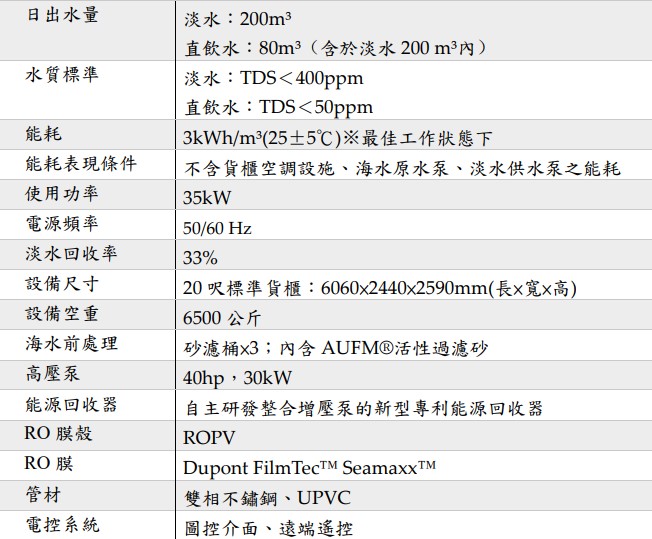 日出水量 淡水：200m³
直飲水：80m³（含於淡水 200 m³內）
水質標準 淡水：TDS＜400ppm
直飲水：TDS＜50ppm
能耗 3kWh/m³(25±5℃)※最佳工作狀態下
能耗表現條件 不含貨櫃空調設施、海水原水泵、淡水供水泵之能耗
使用功率 35kW
電源頻率 50/60 Hz
淡水回收率 33%
設備尺寸 20 呎標準貨櫃：6060x2440x2590mm(長×寬×高)
設備空重 6500 公斤
海水前處理 砂濾桶x3；內含 AUFM®活性過濾砂
高壓泵 40hp，30kW
能源回收器 自主研發整合增壓泵的新型專利能源回收器
RO 膜殼 ROPV
RO 膜 Dupont FilmTec™ Seamaxx™
管材 雙相不鏽鋼、UPVC
電控系統 圖控介面、遠端遙控